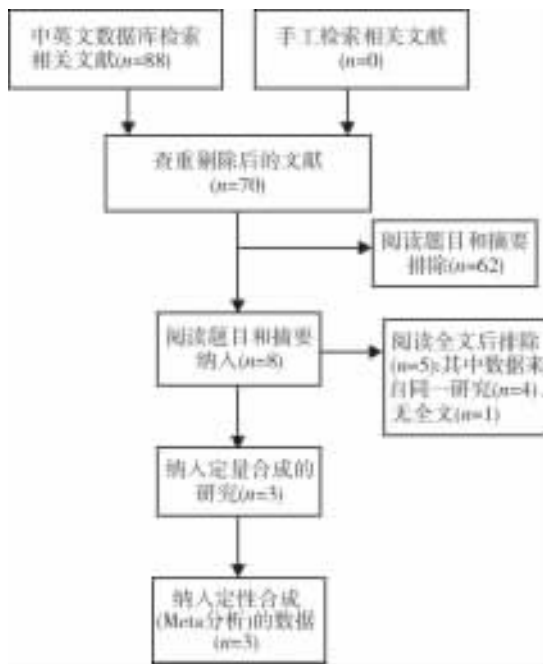 中英文数据库检索
相关文献(n=88)
手工检索相关文献
(n=0)
查重剔除后的文献
(n=70)
阅读题目和摘要
排除(n=62)
阅读题目和摘要
纳入(n=8)
阅读全文后排除
(n=5);其中数据来
自同一研究(n=4)、
无全文(n=1)
纳入定量合成的
研究(n=3)
纳入定性合成
(Meta分析)的数据
(n=3)